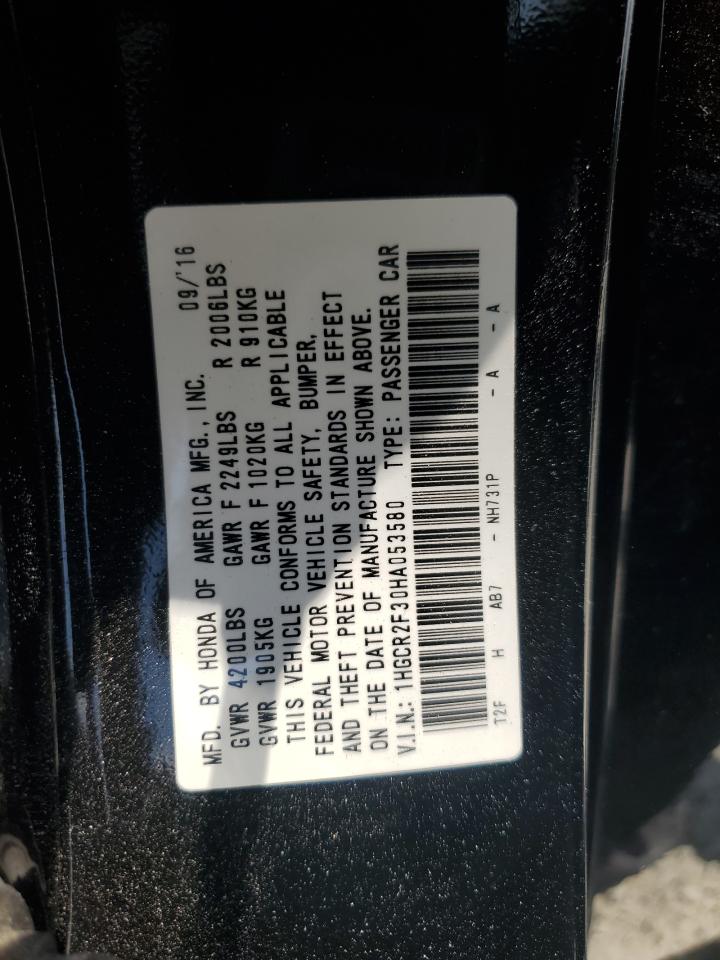 MFD. BY HONDA OF AMERICA MFG., INC. 09/'16
GVWR 4200LBS GAWR F 2249LBS R 2006LBS
GVWR 1905KG GAWR F 1020KG R 910KG
THIS VEHICLE CONFORMS TO ALL APPLICABLE
FEDERAL MOTOR VEHICLE SAFETY, BUMPER,
AND THEFT PREVENTION STANDARDS IN EFFECT
ON THE DATE OF MANUFACTURE SHOWN ABOVE.
V.I.N.: 1HGCR2F30HA053580 TYPE: PASSENGER CAR
T2F H AB7 - NH731P - A - A